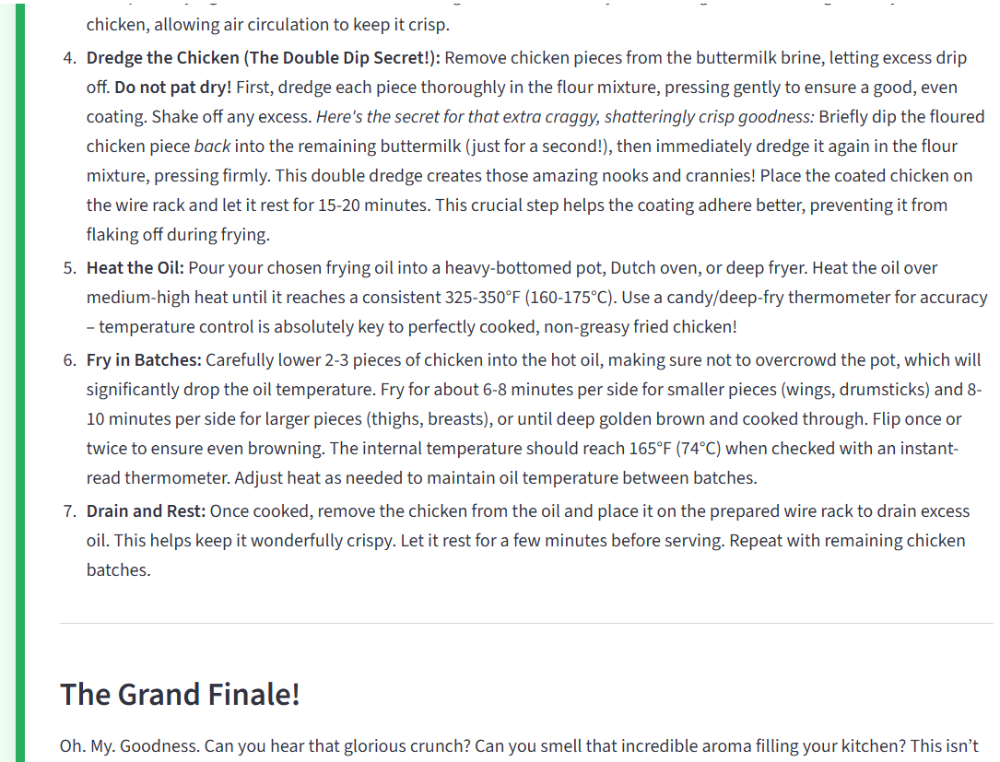 chicken, allowing air circulation to keep it crisp.
4. Dredge the Chicken (The Double Dip Secret!): Remove chicken pieces from the buttermilk brine, letting excess drip
off. Do not pat dry! First, dredge each piece thoroughly in the flour mixture, pressing gently to ensure a good, even
coating. Shake off any excess. Here's the secret for that extra craggy, shatteringly crisp goodness: Briefly dip the floured
chicken piece back into the remaining buttermilk (just for a second!), then immediately dredge it again in the flour
mixture, pressing firmly. This double dredge creates those amazing nooks and crannies! Place the coated chicken on
the wire rack and let it rest for 15-20 minutes. This crucial step helps the coating adhere better, preventing it from
flaking off during frying.
5. Heat the Oil: Pour your chosen frying oil into a heavy-bottomed pot, Dutch oven, or deep fryer. Heat the oil over
medium-high heat until it reaches a consistent 325-350°F (160-175°C). Use a candy/deep-fry thermometer for accuracy
– temperature control is absolutely key to perfectly cooked, non-greasy fried chicken!
6. Fry in Batches: Carefully lower 2-3 pieces of chicken into the hot oil, making sure not to overcrowd the pot, which will
significantly drop the oil temperature. Fry for about 6-8 minutes per side for smaller pieces (wings, drumsticks) and 8-
10 minutes per side for larger pieces (thighs, breasts), or until deep golden brown and cooked through. Flip once or
twice to ensure even browning. The internal temperature should reach 165°F (74°C) when checked with an instant-
read thermometer. Adjust heat as needed to maintain oil temperature between batches.
7. Drain and Rest: Once cooked, remove the chicken from the oil and place it on the prepared wire rack to drain excess
oil. This helps keep it wonderfully crispy. Let it rest for a few minutes before serving. Repeat with remaining chicken
batches.
The Grand Finale!
Oh. My. Goodness. Can you hear that glorious crunch? Can you smell that incredible aroma filling your kitchen? This isn’t